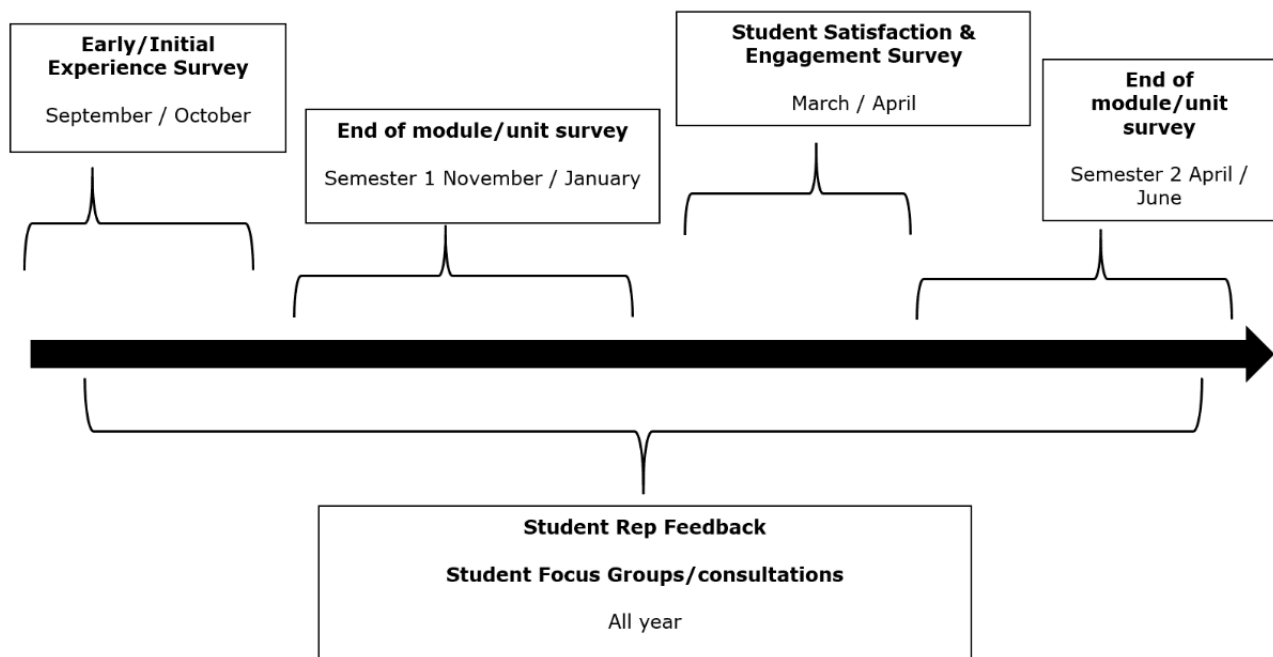 Early/Initial
Experience Survey
September / October
End of module/unit survey
Semester 1 November / January
Student Satisfaction &
Engagement Survey
March / April
End of
module/unit
survey
Semester 2 April /
June
Student Rep Feedback
Student Focus Groups/consultations
All year